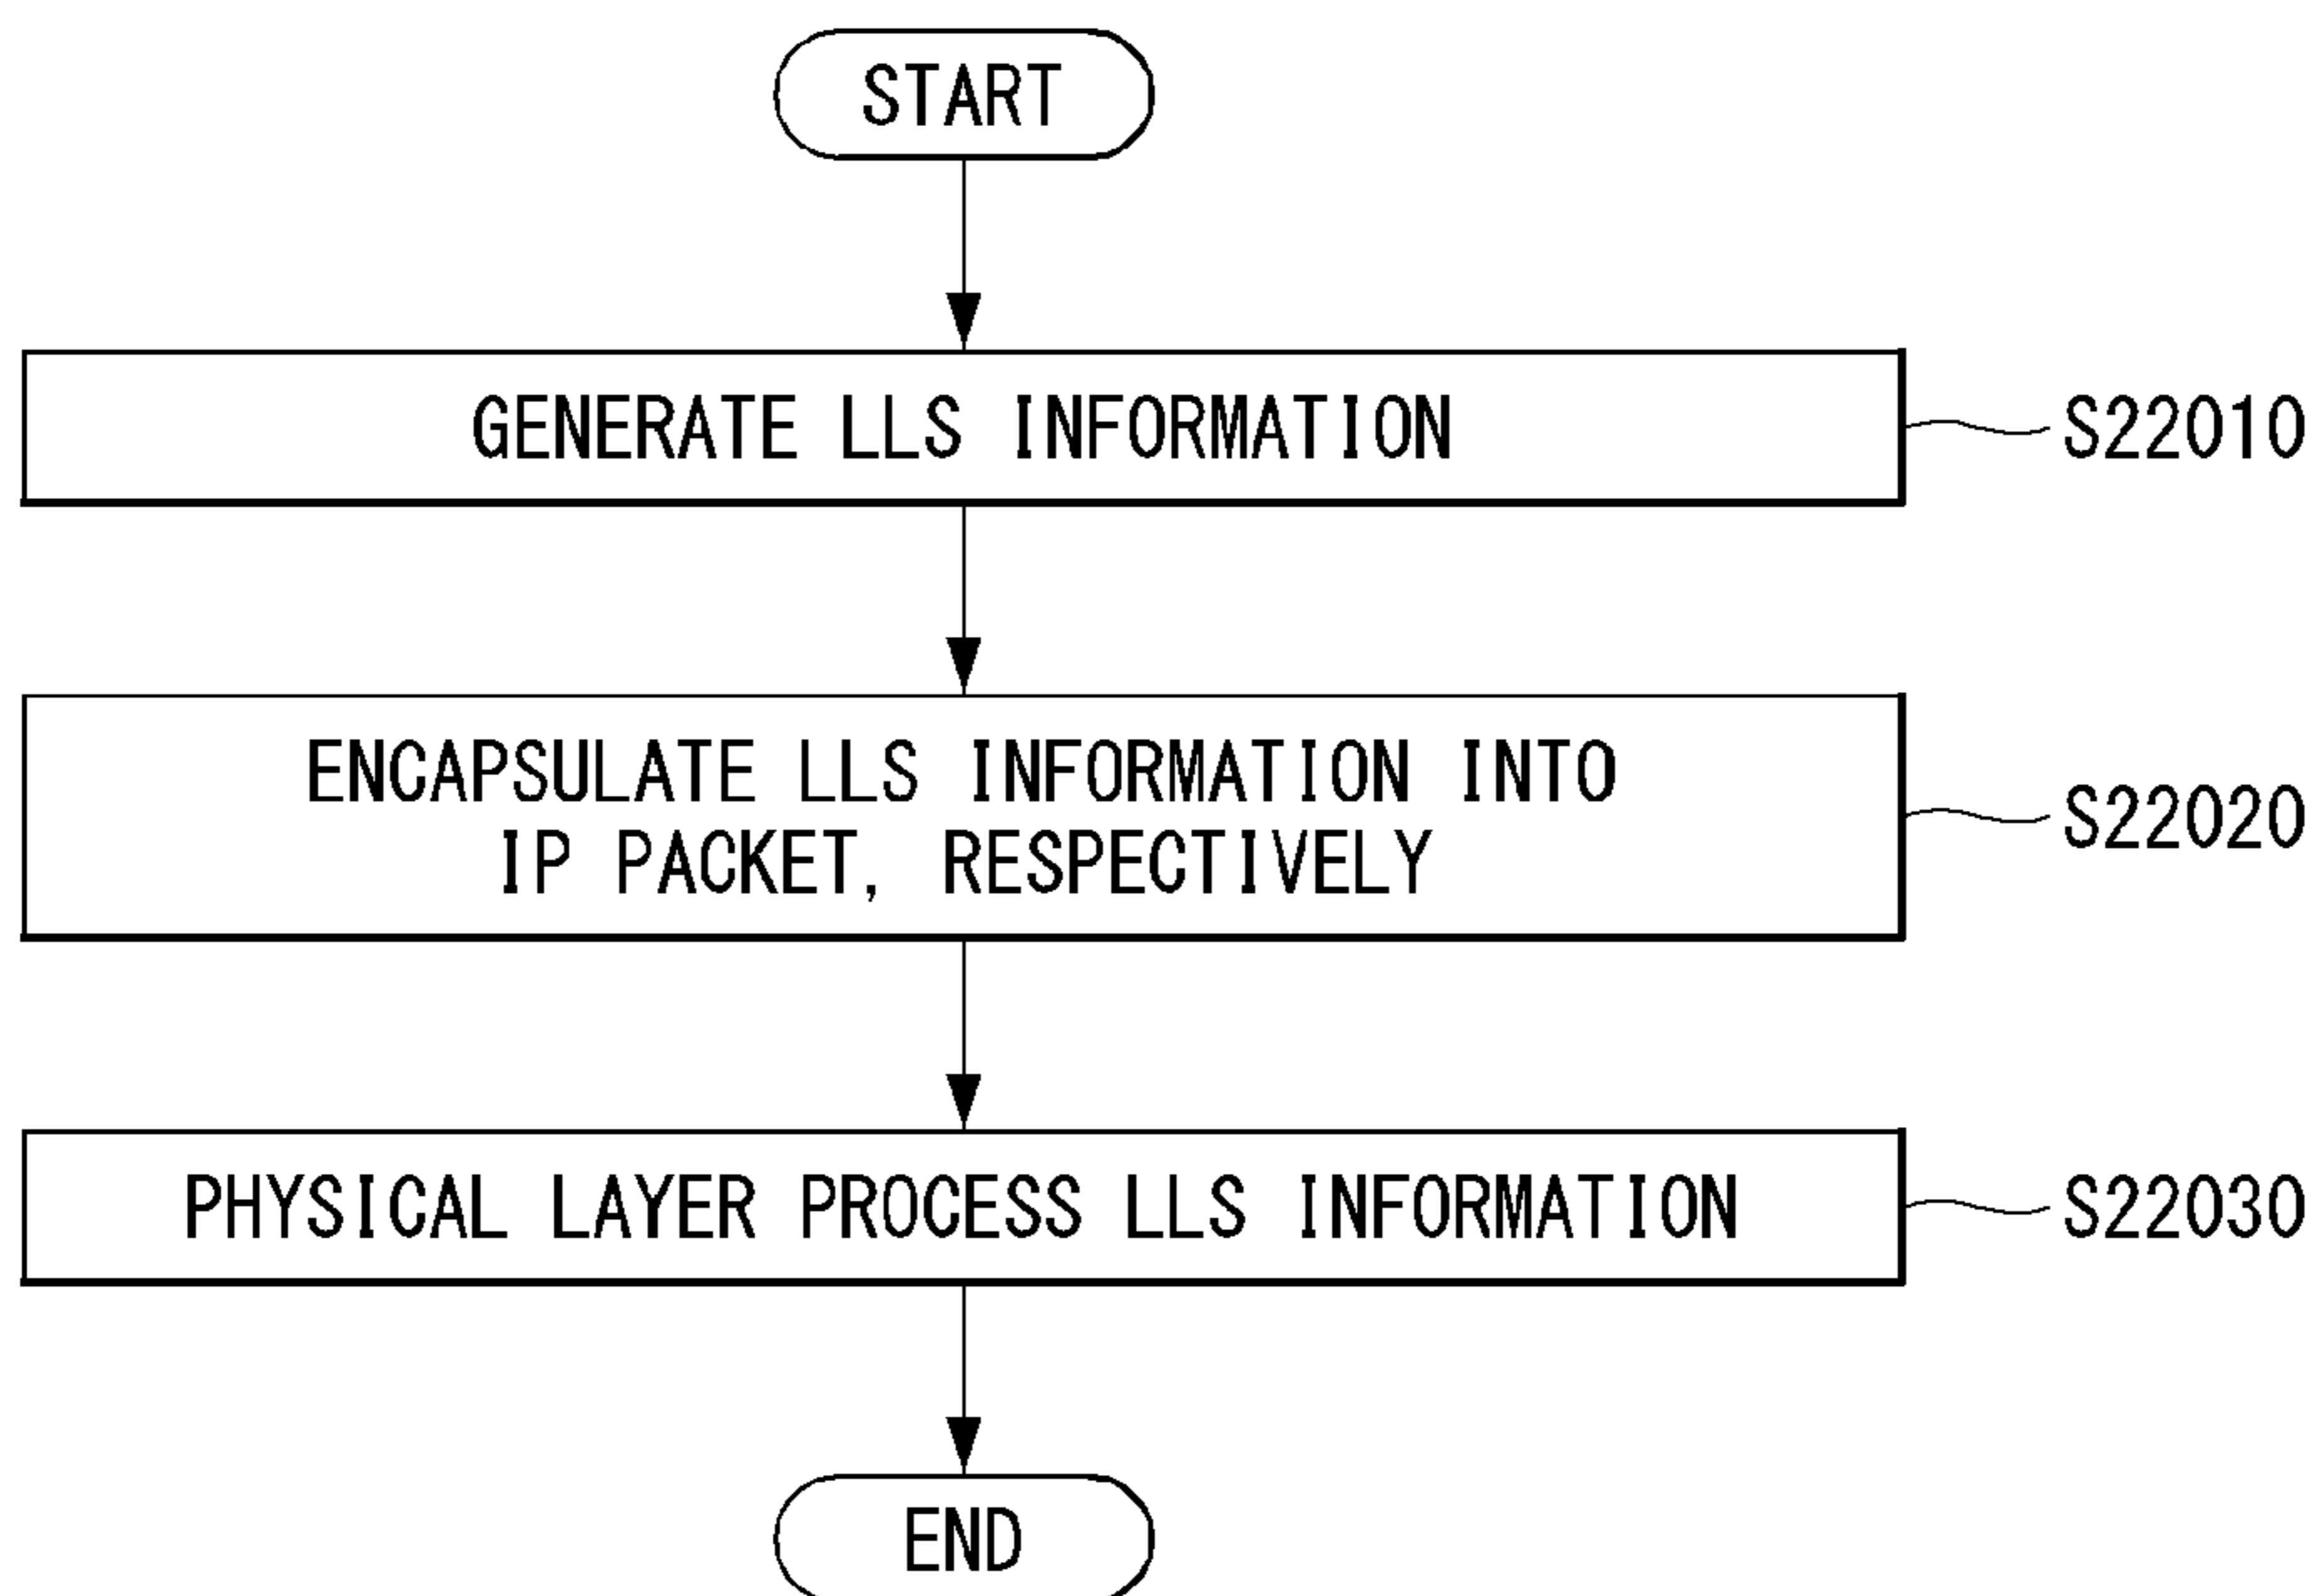 START
GENERATE LLS INFORMATION
S22010
ENCAPSULATE LLS INFORMATION INTO
IP PACKET, RESPECTIVELY
S22020
PHYSICAL LAYER PROCESS LLS INFORMATION
S22030
END